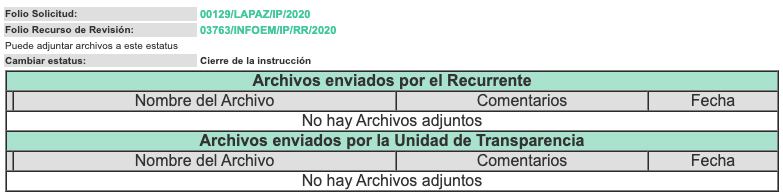 Folio Solicitud: 00129/LAPAZ/IP/2020
Folio Recurso de Revisión: 03763/INFOEM/IP/RR/2020
Puede adjuntar archivos a este estatus
Cambiar estatus: Cierre de la instrucción
Archivos enviados por el Recurrente
Nombre del Archivo Comentarios Fecha
No hay Archivos adjuntos
Archivos enviados por la Unidad de Transparencia
Nombre del Archivo Comentarios Fecha
No hay Archivos adjuntos